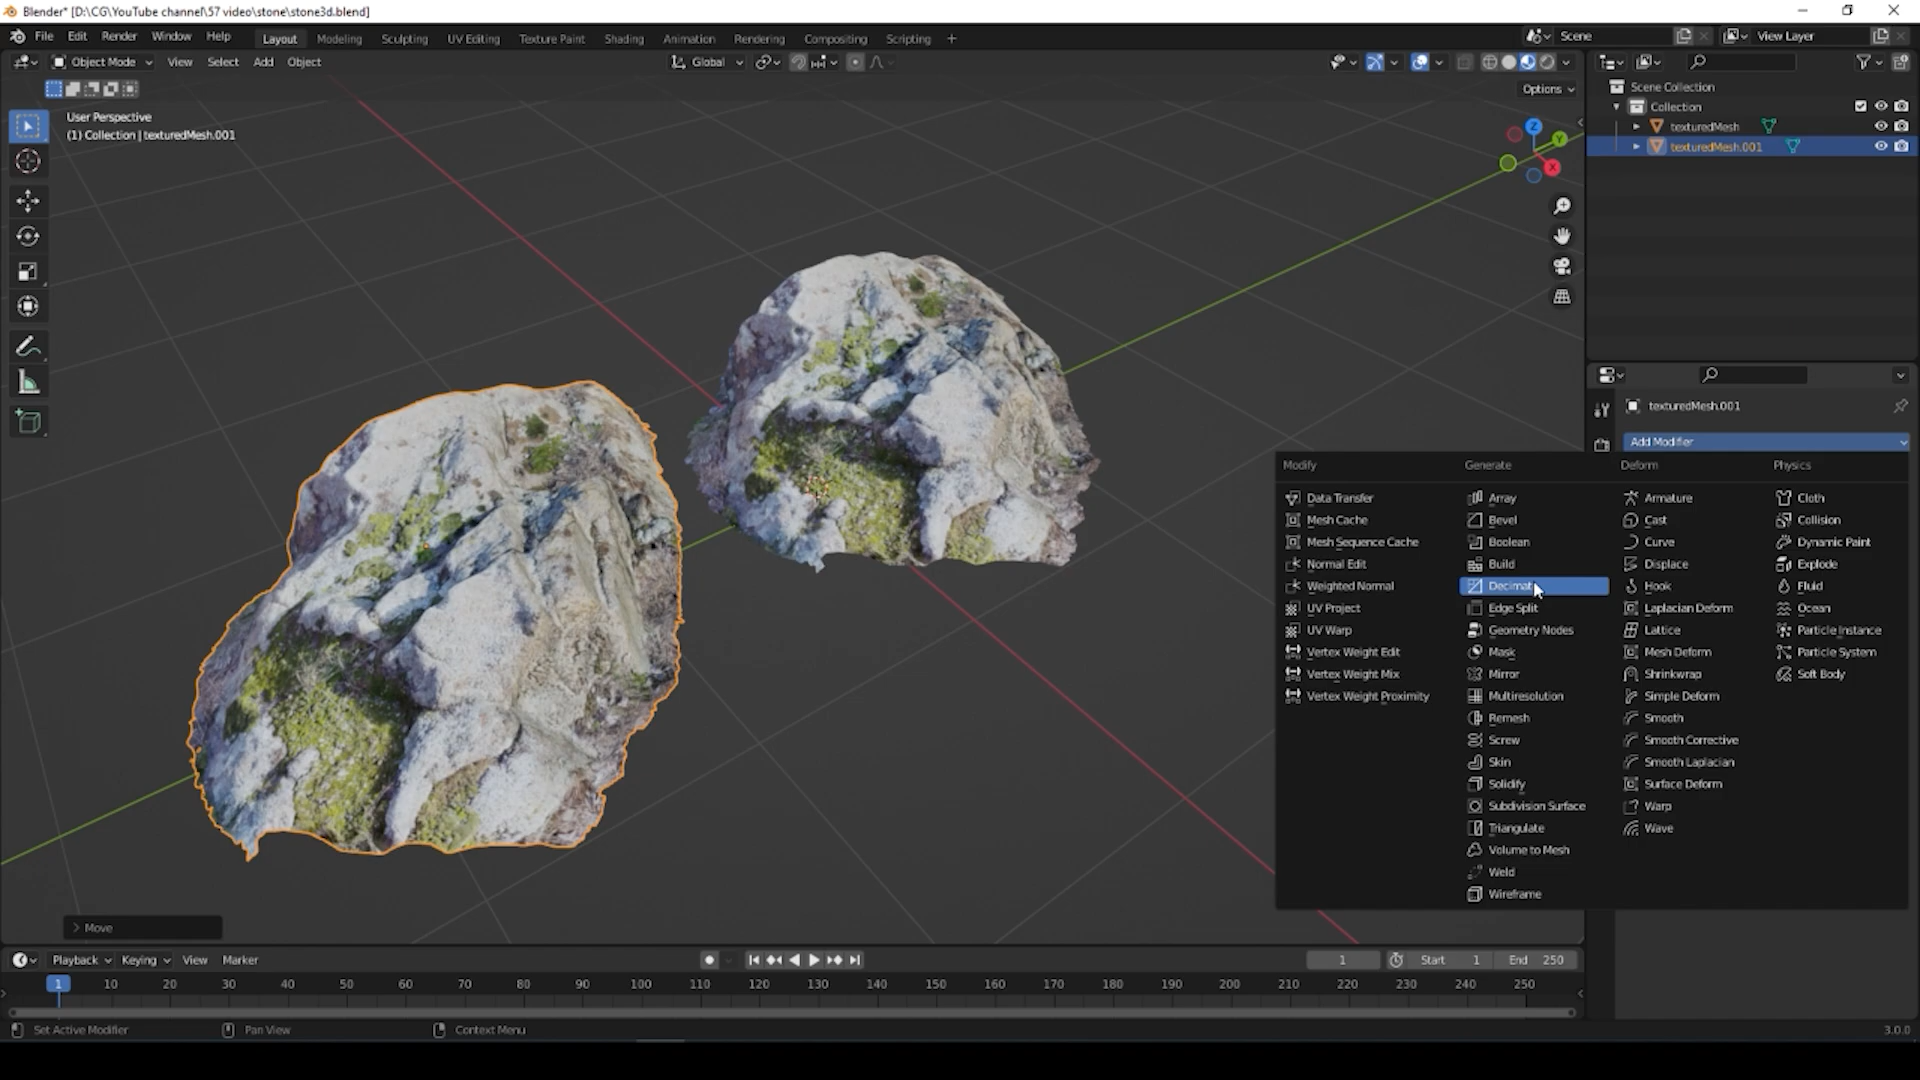 Blender* [D:\CG\YouTube channel\57 video\stone\stone3d.blend]
File Edit Render Window Help
Layout Modeling Sculpting UV Editing Texture Paint Shading Animation Rendering Compositing Scripting +
Scene
View Layer
Object Mode View Select Add Object
Global
Options
User Perspective
(1) Collection | texturedMesh.001
Z
Y
X
Scene Collection
Collection
texturedMesh
texturedMesh.001
texturedMesh.001
Add Modifier
Modify Generate Deform Physics
Data Transfer Array Armature Cloth
Mesh Cache Bevel Cast Collision
Mesh Sequence Cache Boolean Curve Dynamic Paint
Normal Edit Build Displace Explode
Weighted Normal Decimat Hook Fluid
UV Project Edge Split Laplacian Deform Ocean
UV Warp Geometry Nodes Lattice Particle Instance
Vertex Weight Edit Mask Mesh Deform Particle System
Vertex Weight Mix Mirror Shrinkwrap Soft Body
Vertex Weight Proximity Multiresolution Simple Deform
Remesh Smooth
Screw Smooth Corrective
Skin Smooth Laplacian
Solidify Surface Deform
Subdivision Surface Warp
Triangulate Wave
Volume to Mesh
Weld
Wireframe
Move
Playback Keying View Marker
1 Start 1 End 250
1 10 20 30 40 50 60 70 80 90 100 110 120 130 140 150 160 170 180 190 200 210 220 230 240 250
Set Active Modifier Pan View Context Menu
3.0.0